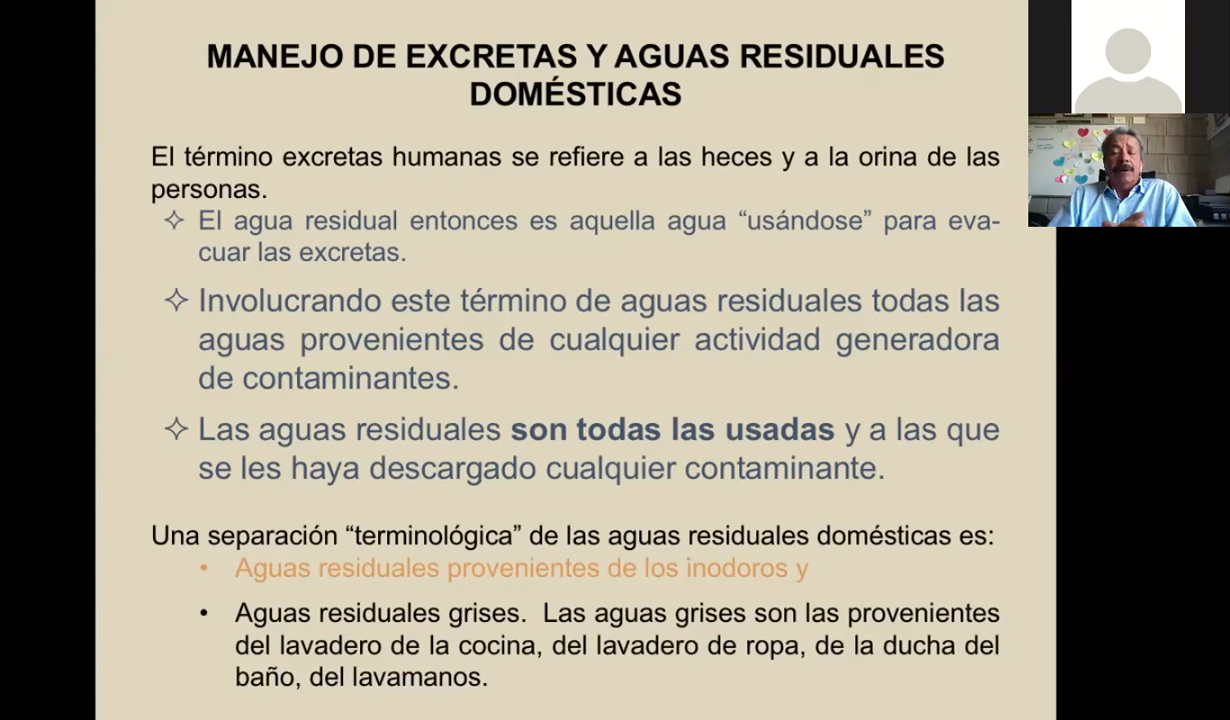 MANEJO DE EXCRETAS Y AGUAS RESIDUALES
DOMÉSTICAS
El término excretas humanas se refiere a las heces y a la orina de las
personas.
✧ El agua residual entonces es aquella agua “usándose” para eva-
cuar las excretas.
✧ Involucrando este término de aguas residuales todas las
aguas provenientes de cualquier actividad generadora
de contaminantes.
✧ Las aguas residuales son todas las usadas y a las que
se les haya descargado cualquier contaminante.
Una separación “terminológica” de las aguas residuales domésticas es:
• Aguas residuales provenientes de los inodoros y
• Aguas residuales grises. Las aguas grises son las provenientes
del lavadero de la cocina, del lavadero de ropa, de la ducha del
baño, del lavamanos.